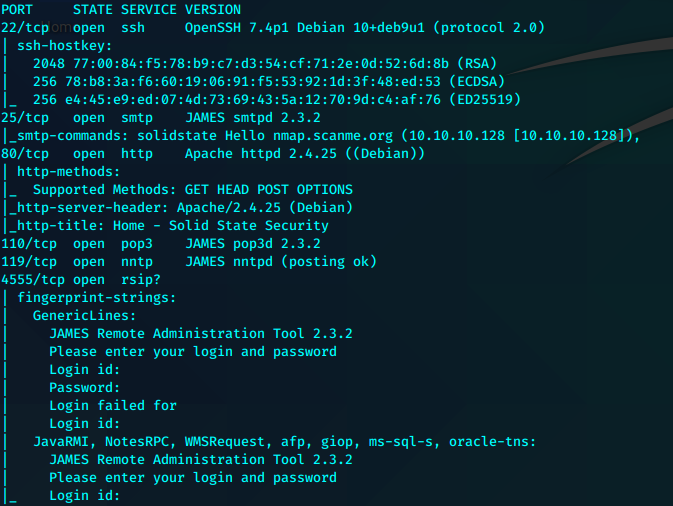 PORT     STATE SERVICE VERSION
22/tcp   open  ssh     OpenSSH 7.4p1 Debian 10+deb9u1 (protocol 2.0)
| ssh-hostkey:
|   2048 77:00:84:f5:78:b9:c7:d3:54:cf:71:2e:0d:52:6d:8b (RSA)
|   256 78:b8:3a:f6:60:19:06:91:f5:53:92:1d:3f:48:ed:53 (ECDSA)
|_  256 e4:45:e9:ed:07:4d:73:69:43:5a:12:70:9d:c4:af:76 (ED25519)
25/tcp   open  smtp    JAMES smtpd 2.3.2
|_smtp-commands: solidstate Hello nmap.scanme.org (10.10.10.128 [10.10.10.128]),
80/tcp   open  http    Apache httpd 2.4.25 ((Debian))
| http-methods:
|_  Supported Methods: GET HEAD POST OPTIONS
|_http-server-header: Apache/2.4.25 (Debian)
|_http-title: Home - Solid State Security
110/tcp  open  pop3    JAMES pop3d 2.3.2
119/tcp  open  nntp    JAMES nntpd (posting ok)
4555/tcp open  rsip?
| fingerprint-strings:
|   GenericLines:
|     JAMES Remote Administration Tool 2.3.2
|     Please enter your login and password
|     Login id:
|     Password:
|     Login failed for
|     Login id:
|   JavaRMI, NotesRPC, WMSRequest, afp, giop, ms-sql-s, oracle-tns:
|     JAMES Remote Administration Tool 2.3.2
|     Please enter your login and password
|_    Login id: